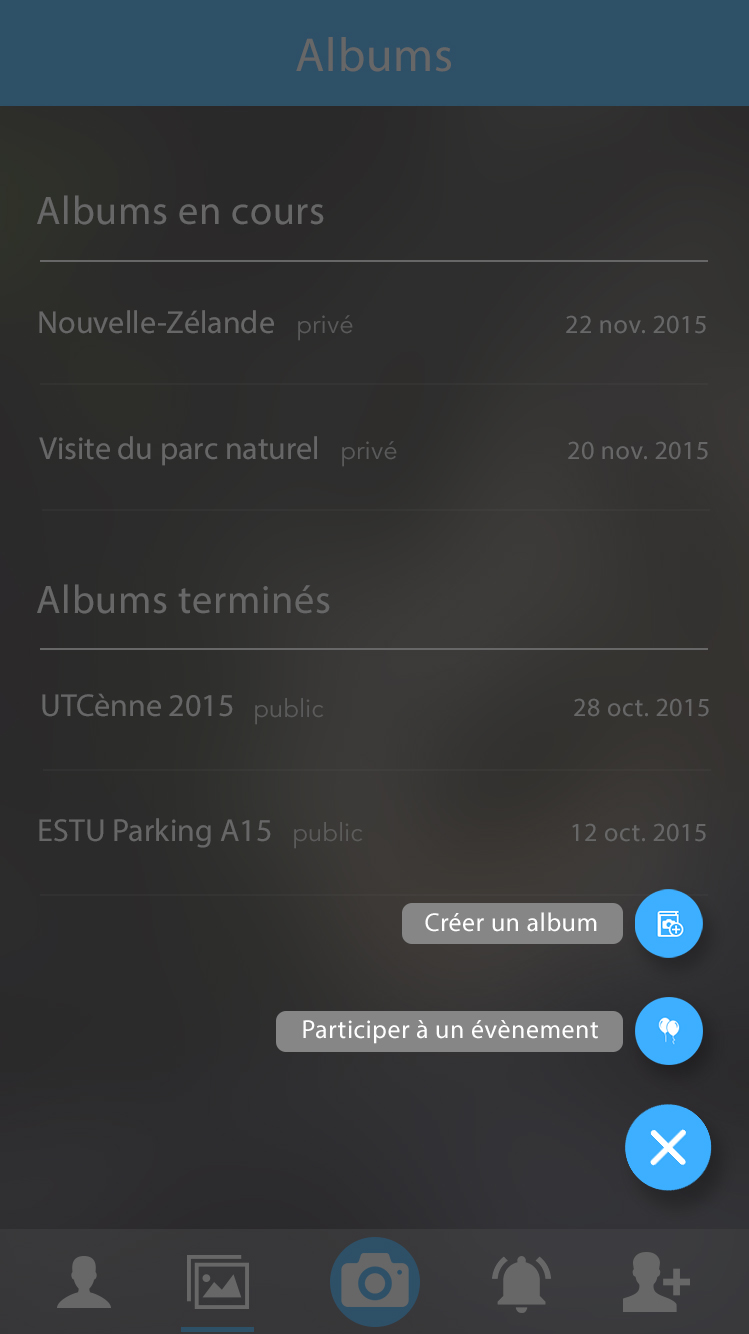 Albums
Albums en cours
Nouvelle-Zélande privé 22 nov. 2015
Visite du parc naturel privé 20 nov. 2015
Albums terminés
UTCènne 2015 public 28 oct. 2015
ESTU Parking A15 public 12 oct. 2015
Créer un album
Participer à un évènement